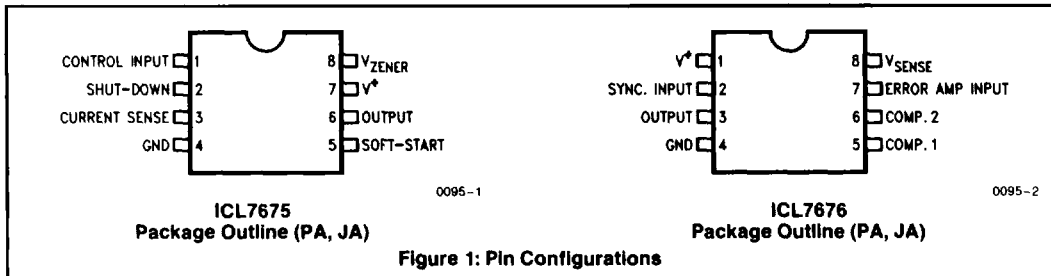 CONTROL INPUT 1 8 VZENER
SHUT-DOWN 2 7 V+
CURRENT SENSE 3 6 OUTPUT
GND 4 5 SOFT-START
0095-1
ICL7675
Package Outline (PA, JA)
V+ 1 8 VSENSE
SYNC. INPUT 2 7 ERROR AMP INPUT
OUTPUT 3 6 COMP. 2
GND 4 5 COMP. 1
0095-2
ICL7676
Package Outline (PA, JA)
Figure 1: Pin Configurations